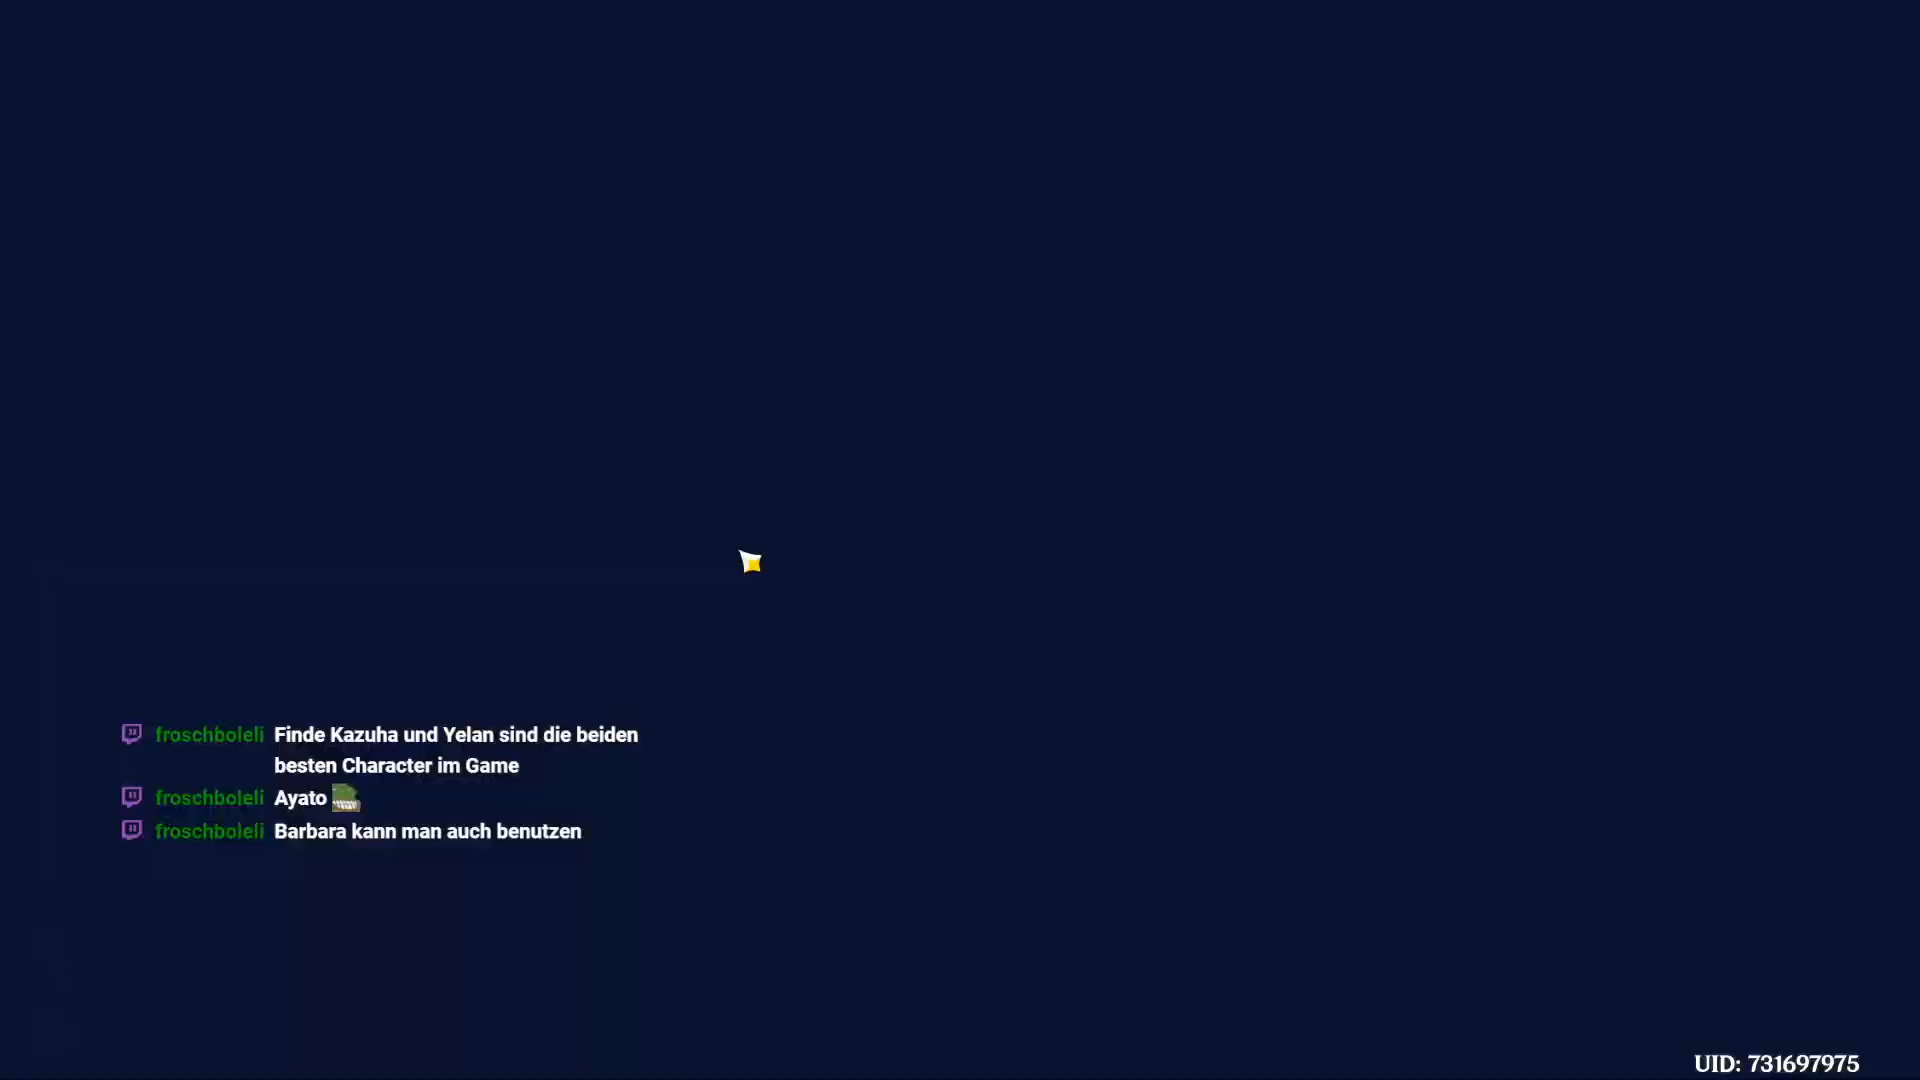 froschboleli Finde Kazuha und Yelan sind die beiden
besten Character im Game
froschboleli Ayato
froschboleli Barbara kann man auch benutzen
UID: 731697975